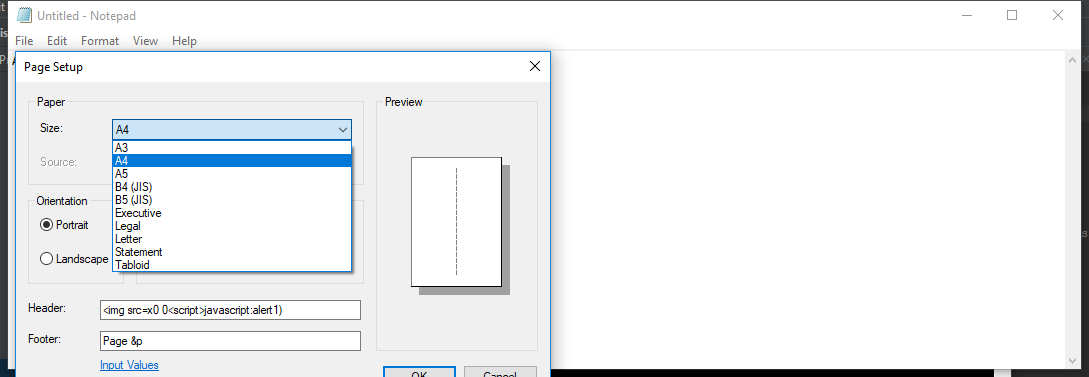 Untitled - Notepad
File Edit Format View Help
Page Setup
Paper
Size:
A4
A3
A4
A5
B4 (JIS)
B5 (JIS)
Executive
Legal
Letter
Statement
Tabloid
Source:
Orientation
Portrait
Landscape
Preview
Header:
<img src=x0 0<script>javascript:alert1)
Footer:
Page &p
Input Values
OK
Cancel